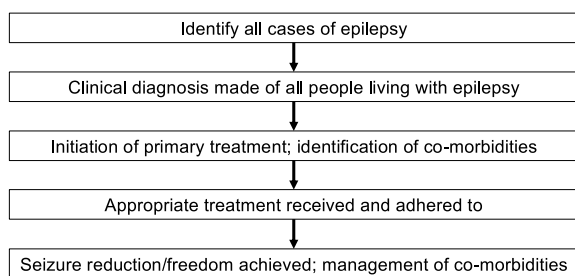 Identify all cases of epilepsy
Clinical diagnosis made of all people living with epilepsy
Initiation of primary treatment; identification of co-morbidities
Appropriate treatment received and adhered to
Seizure reduction/freedom achieved; management of co-morbidities